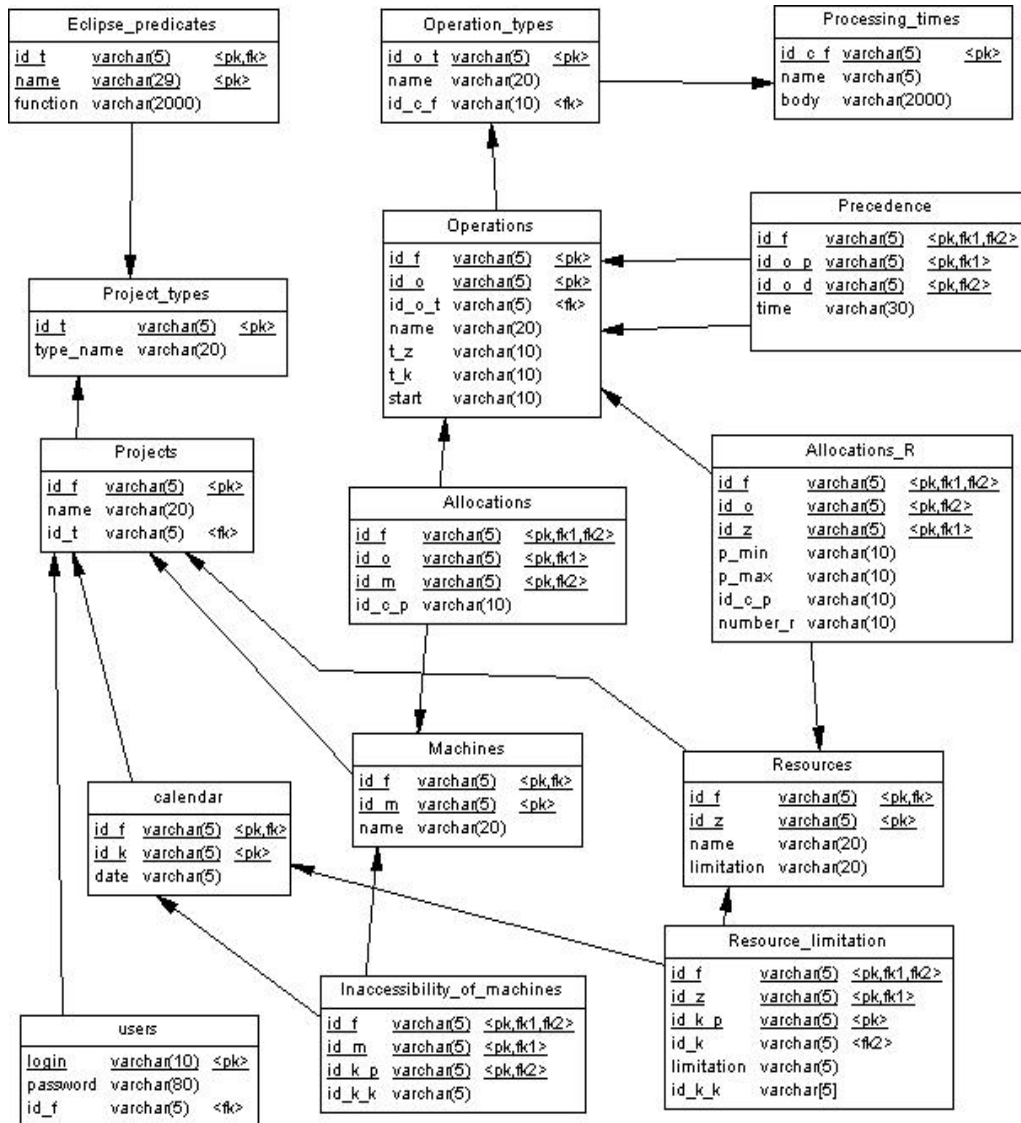 Eclipse_predicates
id_t varchar(5) <pk,fk>
name varchar(29) <pk>
function varchar(2000)
Operation_types
id_o_t varchar(5) <pk>
name varchar(20)
id_c_f varchar(10) <fk>
Processing_times
id_c_f varchar(5) <pk>
name varchar(5)
body varchar(2000)
Operations
id_f varchar(5) <pk>
id_o varchar(5) <pk>
id_o_t varchar(5) <fk>
name varchar(20)
t_z varchar(10)
t_k varchar(10)
start varchar(10)
Precedence
id_f varchar(5) <pk,fk1,fk2>
id_o_p varchar(5) <pk,fk1>
id_o_d varchar(5) <pk,fk2>
time varchar(30)
Project_types
id_t varchar(5) <pk>
type_name varchar(20)
Projects
id_f varchar(5) <pk>
name varchar(20)
id_t varchar(5) <fk>
Allocations
id_f varchar(5) <pk,fk1,fk2>
id_o varchar(5) <pk,fk1>
id_m varchar(5) <pk,fk2>
id_c_p varchar(10)
Allocations_R
id_f varchar(5) <pk,fk1,fk2>
id_o varchar(5) <pk,fk2>
id_z varchar(5) <pk,fk1>
p_min varchar(10)
p_max varchar(10)
id_c_p varchar(10)
number_r varchar(10)
Machines
id_f varchar(5) <pk,fk>
id_m varchar(5) <pk>
name varchar(20)
Resources
id_f varchar(5) <pk,fk>
id_z varchar(5) <pk>
name varchar(20)
limitation varchar(20)
calendar
id_f varchar(5) <pk,fk>
id_k varchar(5) <pk>
date varchar(5)
Resource_limitation
id_f varchar(5) <pk,fk1,fk2>
id_z varchar(5) <pk,fk1>
id_k_p varchar(5) <pk>
id_k varchar(5) <fk2>
limitation varchar(5)
id_k_k varchar[5]
Inaccessibility_of_machines
id_f varchar(5) <pk,fk1,fk2>
id_m varchar(5) <pk,fk1>
id_k_p varchar(5) <pk,fk2>
id_k_k varchar(5)
users
login varchar(10) <pk>
password varchar(80)
id_f varchar(5) <fk>